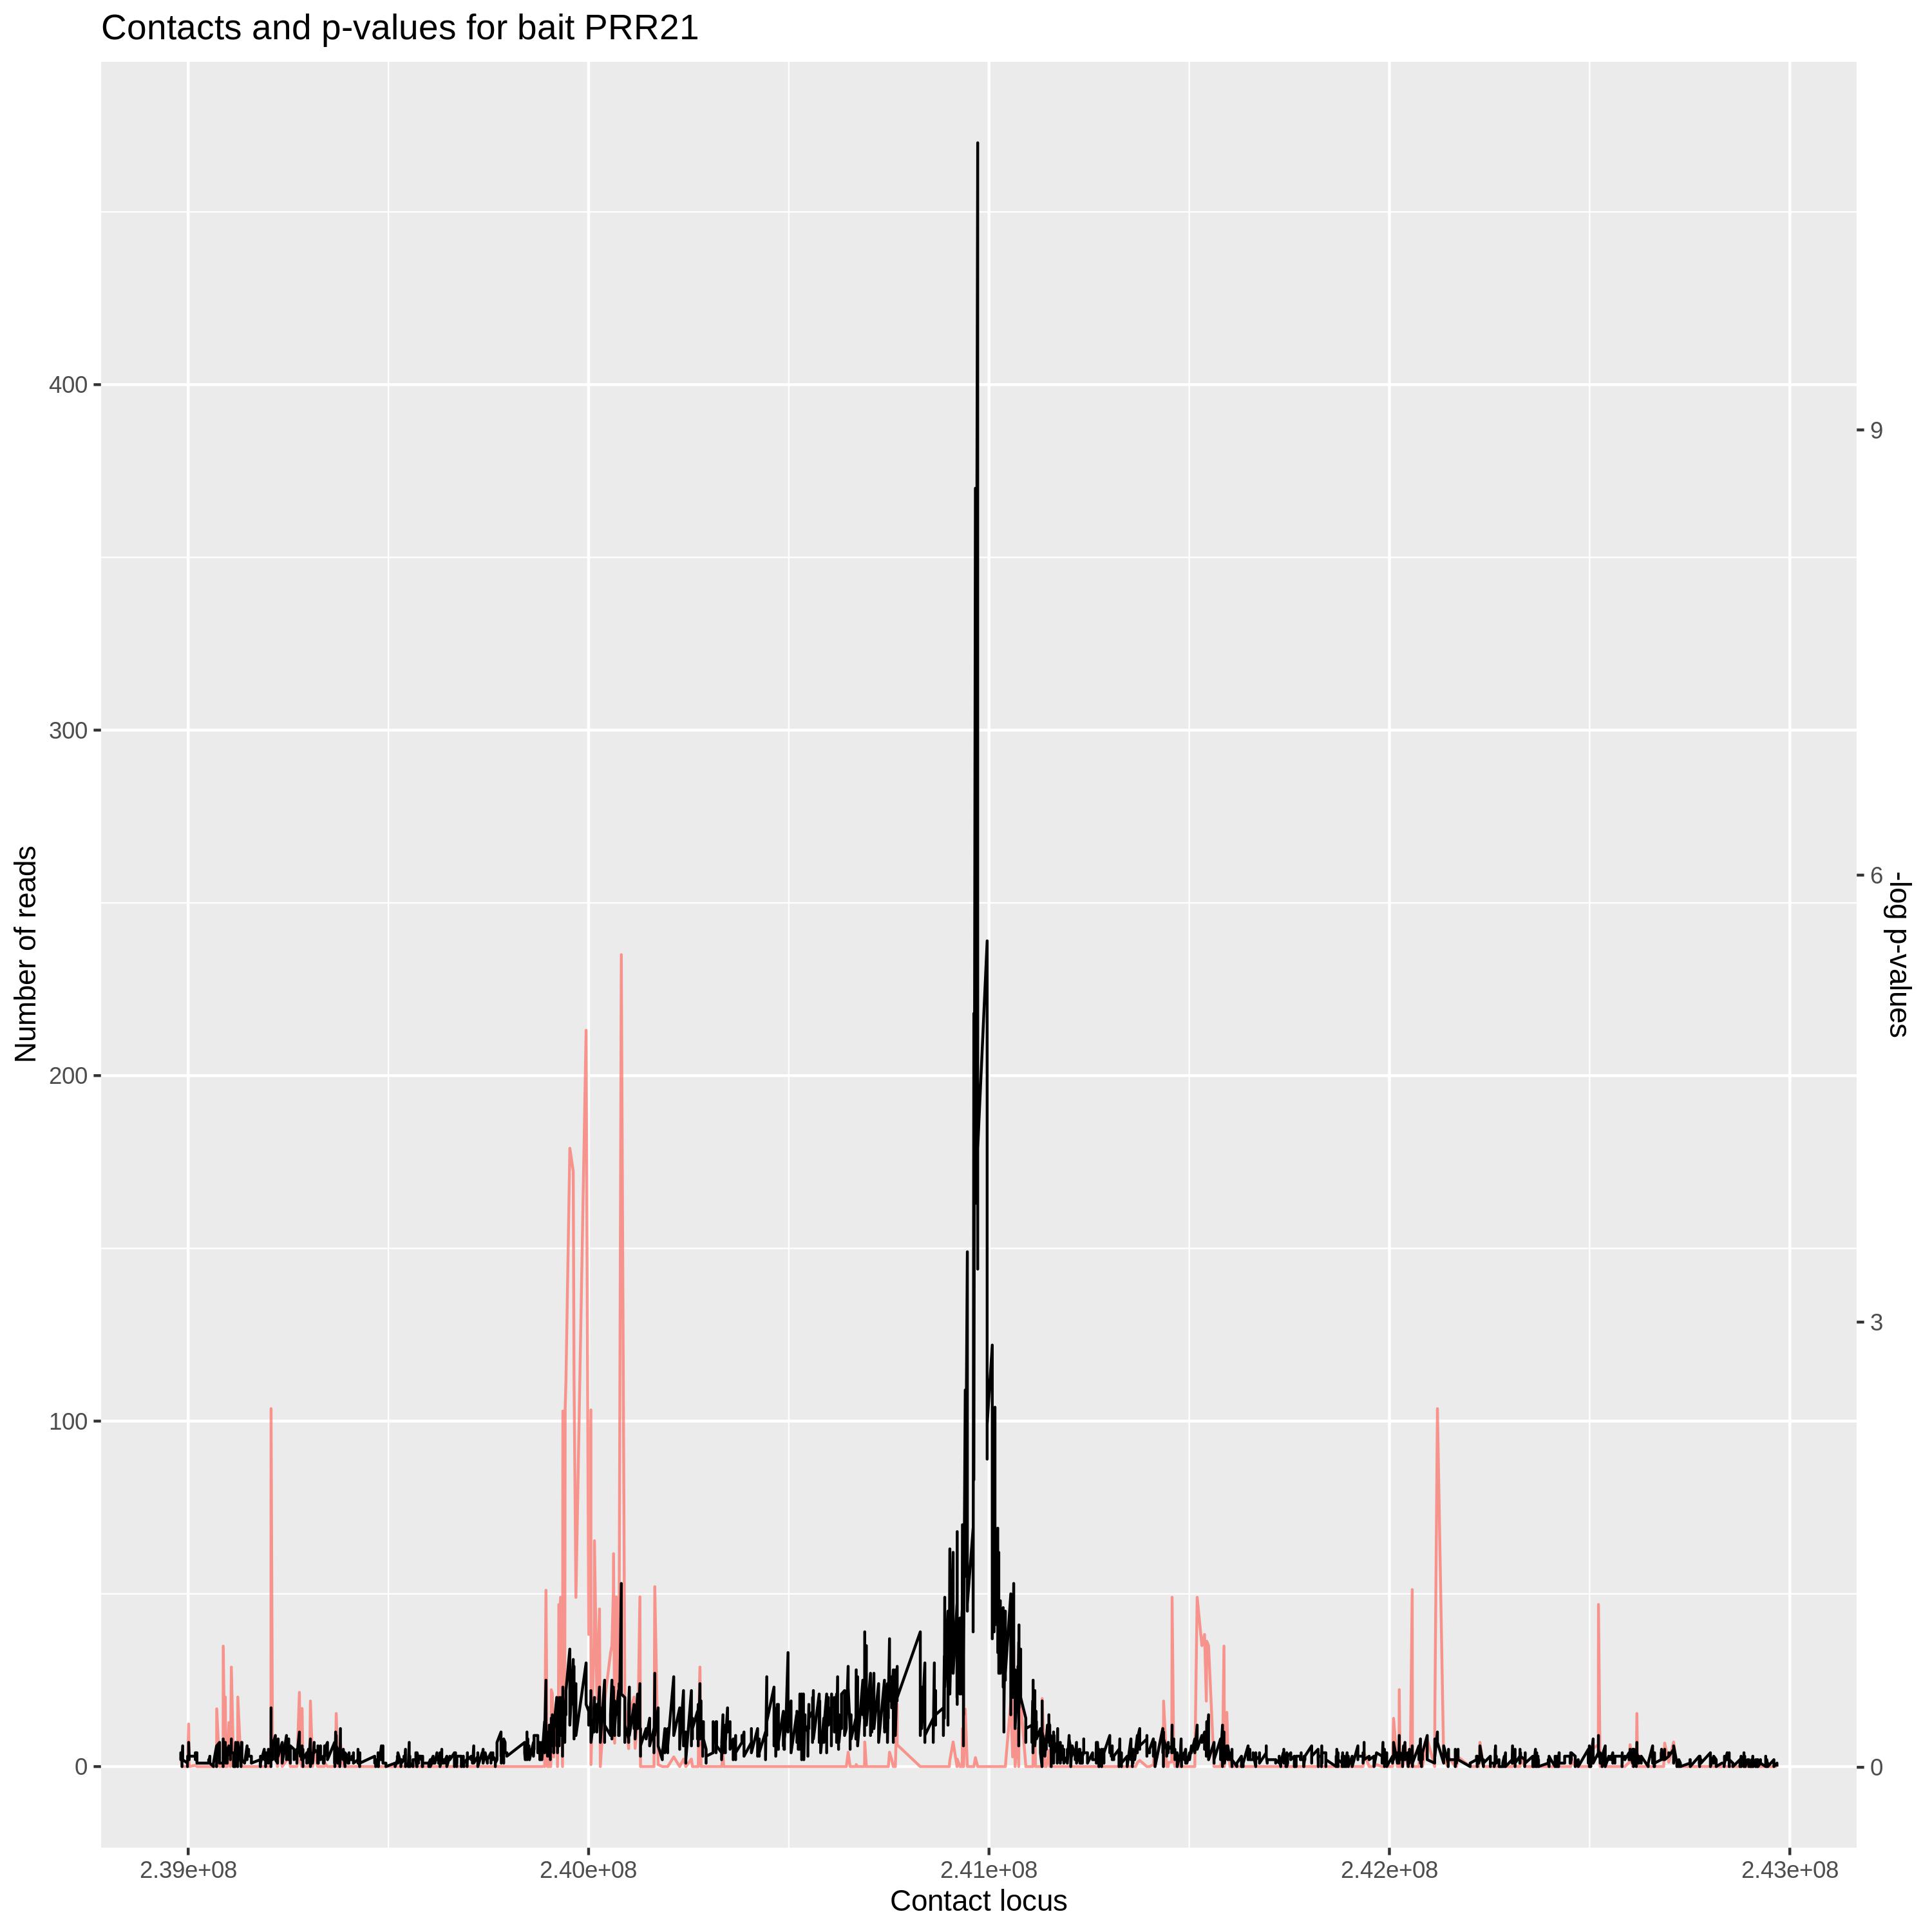 Contacts and p-values for bait PRR21
Number of reads
400
300
200
100
0
9
6
3
0
-log p-values
2.39e+08
2.40e+08
2.41e+08
2.42e+08
2.43e+08
Contact locus